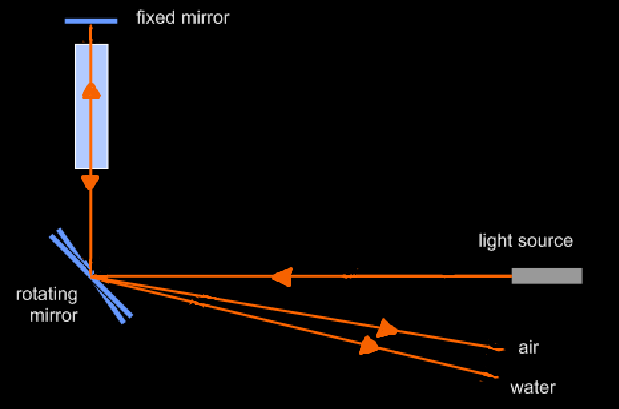 fixed mirror
light source
rotating
mirror
air
water